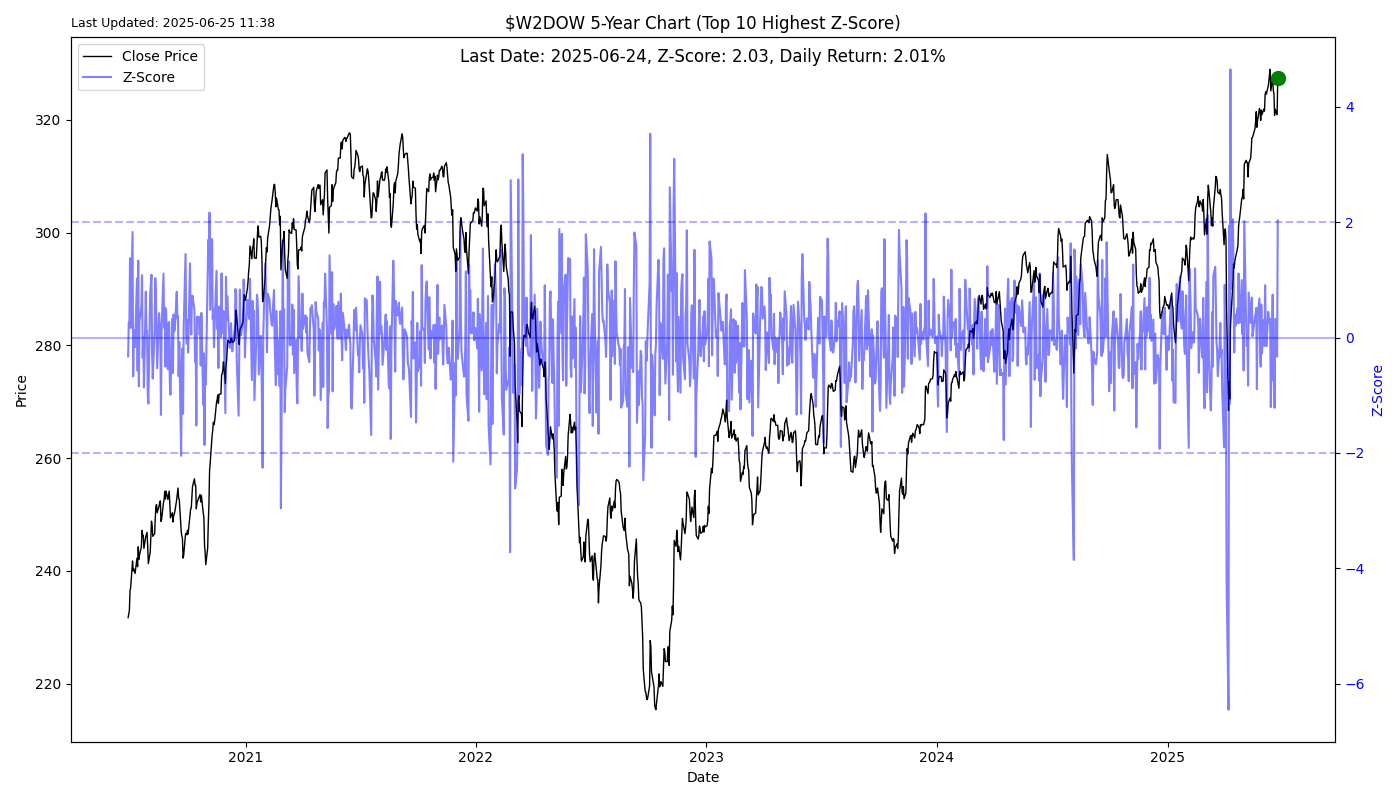 Last Updated: 2025-06-25 11:38
$W2DOW 5-Year Chart (Top 10 Highest Z-Score)
Last Date: 2025-06-24, Z-Score: 2.03, Daily Return: 2.01%
Close Price
Z-Score
320
300
280
260
240
220
Price
4
2
0
−2
−4
−6
Z-Score
2021
2022
2023
2024
2025
Date